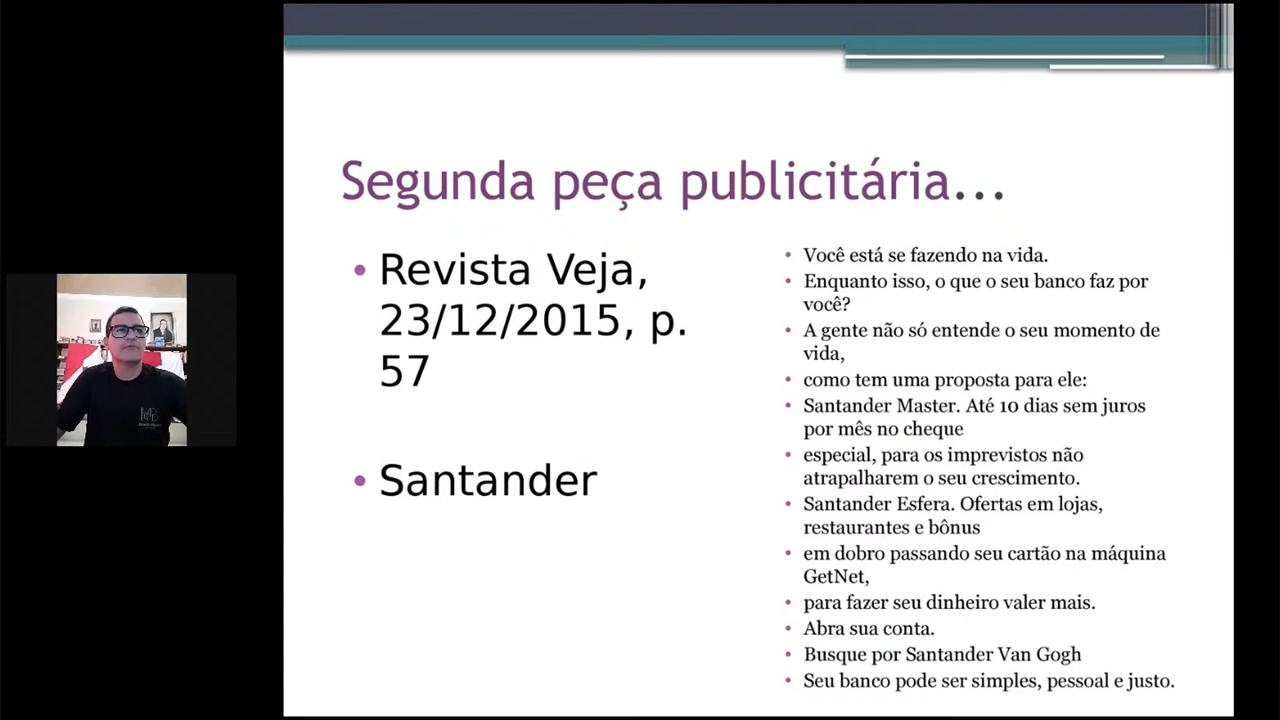 Segunda peça publicitária...
Revista Veja,
23/12/2015, p.
57
Santander
Você está se fazendo na vida.
Enquanto isso, o que o seu banco faz por
você?
A gente não só entende o seu momento de
vida,
como tem uma proposta para ele:
Santander Master. Até 10 dias sem juros
por mês no cheque
especial, para os imprevistos não
atrapalharem o seu crescimento.
Santander Esfera. Ofertas em lojas,
restaurantes e bônus
em dobro passando seu cartão na máquina
GetNet,
para fazer seu dinheiro valer mais.
Abra sua conta.
Busque por Santander Van Gogh
Seu banco pode ser simples, pessoal e justo.